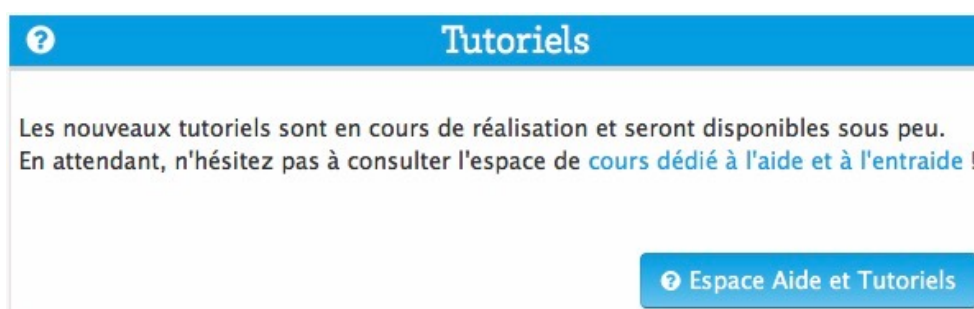 Tutoriels
Les nouveaux tutoriels sont en cours de réalisation et seront disponibles sous peu.
En attendant, n'hésitez pas à consulter l'espace de cours dédié à l'aide et à l'entraide !
Espace Aide et Tutoriels